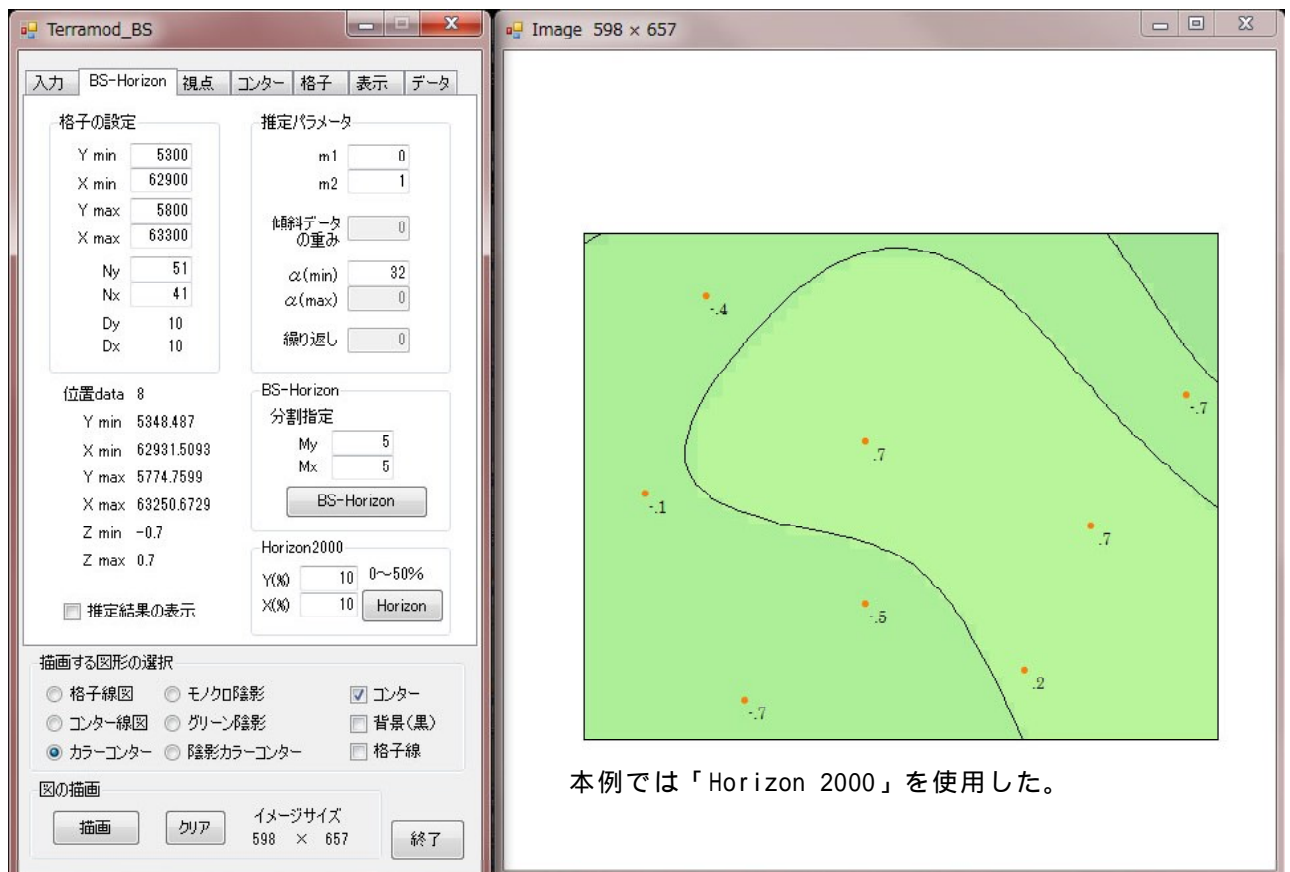 Terramod_BS
入力 BS-Horizon 視点 コンター 格子 表示 データ
格子の設定
Y min 5300
X min 62900
Y max 5800
X max 63300
Ny 51
Nx 41
Dy 10
Dx 10
推定パラメータ
m1 0
m2 1
傾斜データ 0
の重み
α(min) 32
α(max) 0
繰り返し 0
位置data 8
Y min 5348.487
X min 62931.5093
Y max 5774.7599
X max 63250.6729
Z min -0.7
Z max 0.7
推定結果の表示
BS-Horizon
分割指定
My 5
Mx 5
BS-Horizon
Horizon2000
Y(%) 10 0～50%
X(%) 10 Horizon
描画する図形の選択
格子線図 モノクロ陰影 コンター
コンター線図 グリーン陰影 背景(黒)
カラーコンター 陰影カラーコンター 格子線
図の描画
描画 クリア イメージサイズ
598 × 657 終了
Image 598 × 657
-.4
-.7
.7
-.1
.7
-.5
.2
-.7
本例では「Horizon 2000」を使用した。